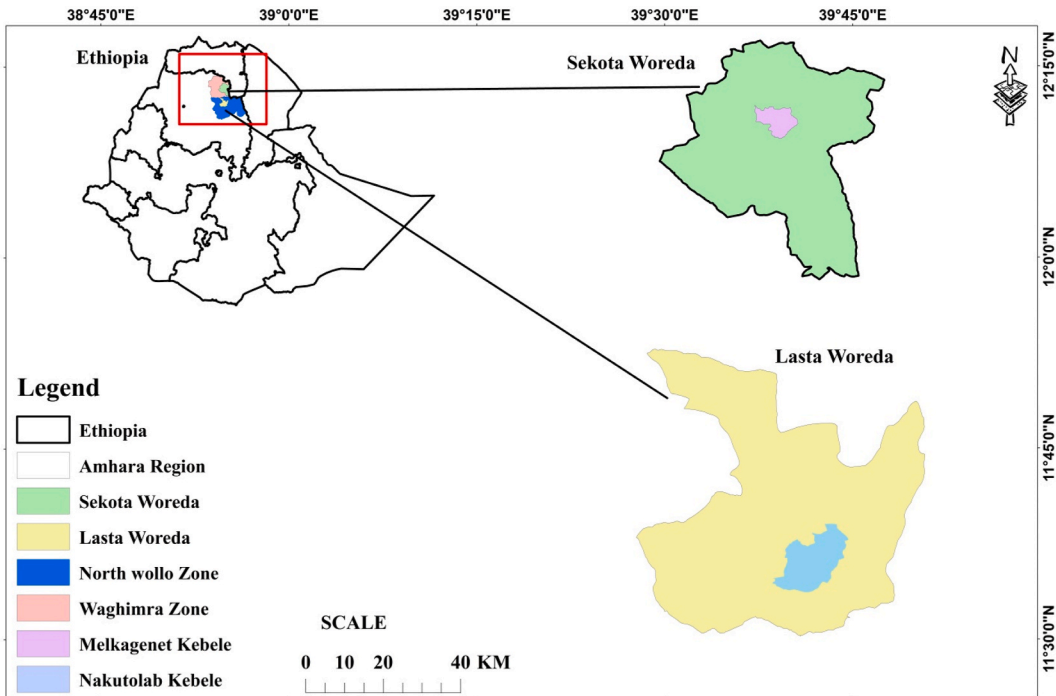 38°45'0"E 39°0'0"E 39°15'0"E 39°30'0"E 39°45'0"E
Ethiopia
Sekota Woreda
N
12°15'0"N
12°0'0"N
Lasta Woreda
11°45'0"N
11°30'0"N
Legend
Ethiopia
Amhara Region
Sekota Woreda
Lasta Woreda
North wollo Zone
Waghimra Zone
Melkagenet Kebele
Nakutolab Kebele
SCALE
0 10 20 40 KM